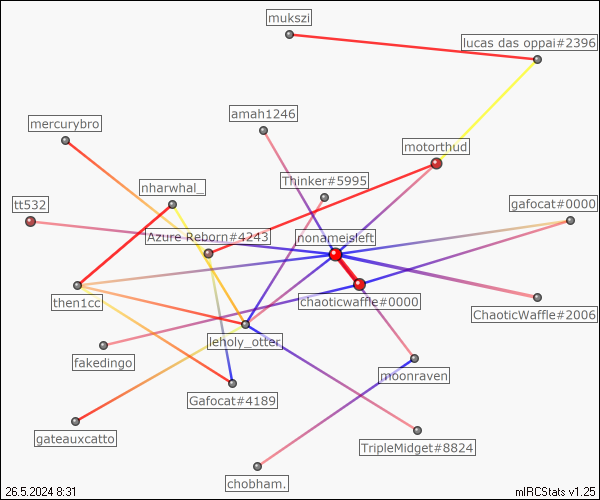 mukszi
lucas das oppai#2396
amah1246
mercurybro
motorthud
Thinker#5995
nharwhal_
tt532
gafocat#0000
Azure Reborn#4243
nonameisleft
then1cc
chaoticwaffle#0000
ChaoticWaffle#2006
leholy_otter
fakedingo
moonraven
Gafocat#4189
gateauxcatto
TripleMidget#8824
chobham.
26.5.2024 8:31
mIRCStats v1.25